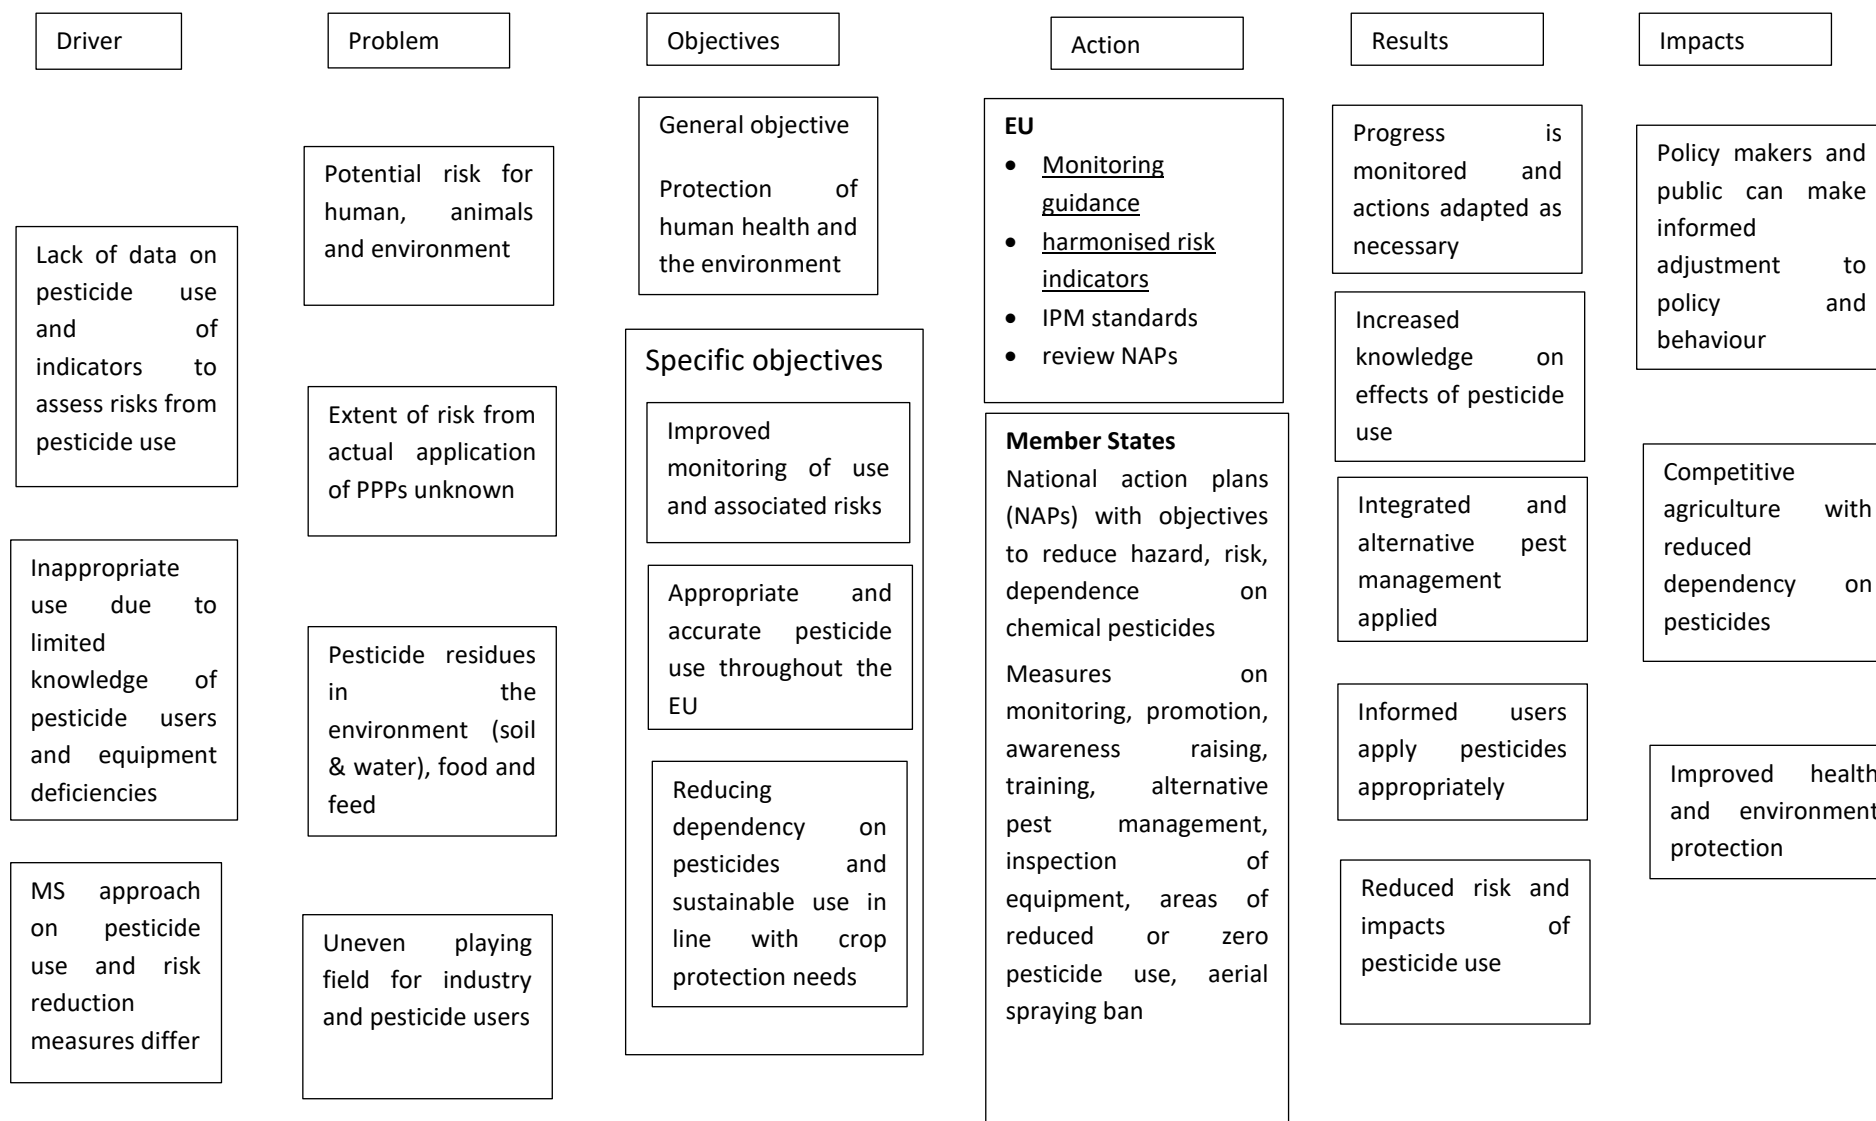 Driver
Problem
Objectives
Action
Results
Impacts
Lack of data on
pesticide use
and of
indicators to
assess risks from
pesticide use
Inappropriate
use due to
limited
knowledge of
pesticide users
and equipment
deficiencies
MS approach
on pesticide
use and risk
reduction
measures differ
Potential risk for
human, animals
and environment
Extent of risk from
actual application
of PPPs unknown
Pesticide residues
in the
environment (soil
& water), food and
feed
Uneven playing
field for industry
and pesticide users
General objective
Protection of
human health and
the environment
Specific objectives
Improved
monitoring of use
and associated risks
Appropriate and
accurate pesticide
use throughout the
EU
Reducing
dependency on
pesticides and
sustainable use in
line with crop
protection needs
EU
• Monitoring
guidance
• harmonised risk
indicators
• IPM standards
• review NAPs
Member States
National action plans
(NAPs) with objectives
to reduce hazard, risk,
dependence on
chemical pesticides
Measures on
monitoring, promotion,
awareness raising,
training, alternative
pest management,
inspection of
equipment, areas of
reduced or zero
pesticide use, aerial
spraying ban
Progress is
monitored and
actions adapted as
necessary
Increased
knowledge on
effects of pesticide
use
Integrated and
alternative pest
management
applied
Informed users
apply pesticides
appropriately
Reduced risk and
impacts of
pesticide use
Policy makers and
public can make
informed
adjustment to
policy and
behaviour
Competitive
agriculture with
reduced
dependency on
pesticides
Improved health
and environment
protection